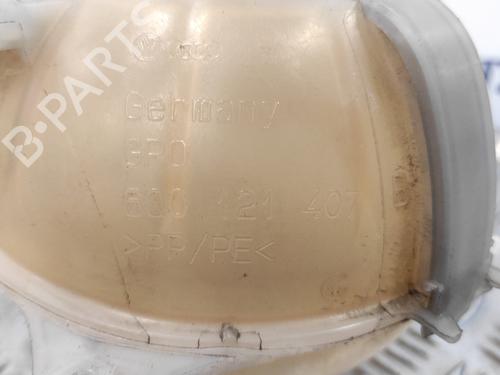 B-PARTS
Germany
GPO
6Q0 121 407
>PP/PE<